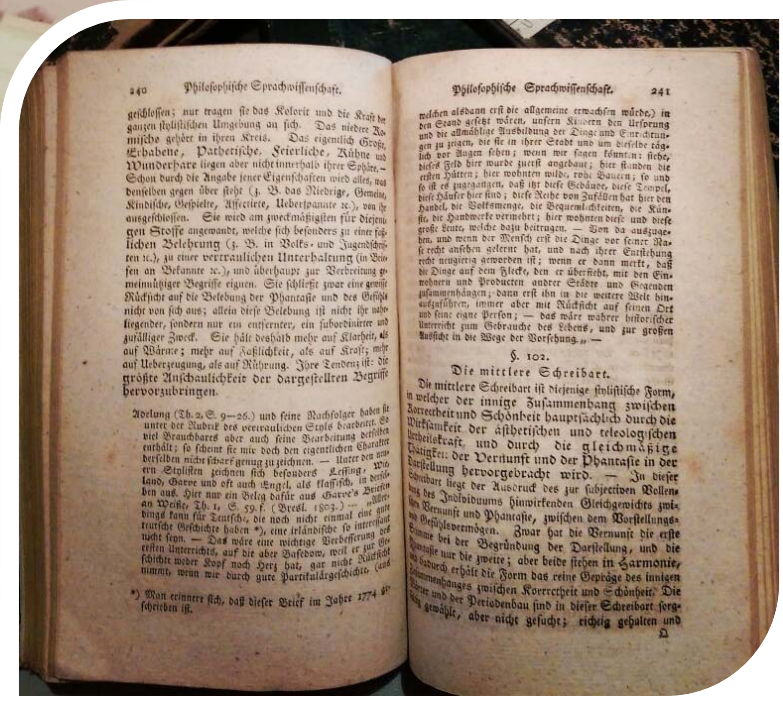 240 Philosophische Sprachwissenschaft.
geschlossen; nur tragen sie das Kolorit und die Kraft der
ganzen stylistischen Umgebung an sich. Das niedere Ko-
mische gehört in ihren Kreis. Das eigentlich Große,
Erhabene, Pathetische, Feierliche, Kühne und
Wunderbare liegen aber nicht innerhalb ihrer Sphäre.—
Schon durch die Angabe jener Eigenschaften wird alles, was
denselben gegen über steht (z. B. das Niedrige, Gemeine,
Kindische, Gespielte, Affectirte, Ueberspannte ꝛc.), von ihr
ausgeschlossen. Sie wird am zweckmäßigsten für diejeni-
gen Stoffe angewandt, welche sich besonders zu einer faß-
lichen Belehrung (z. B. in Volks- und Jugendschrif-
ten ꝛc.), zu einer vertraulichen Unterhaltung (in Brie-
fen an Bekannte ꝛc.), und überhaupt zur Verbreitung ge-
meinnütziger Begriffe eignen. Sie schließt zwar eine gewisse
Rücksicht auf die Belebung der Phantasie und des Gefühls
nicht von sich aus; allein diese Belebung ist nicht ihr nahe
liegender, sondern nur ein entfernter, ein subordinirter und
zufälliger Zweck. Sie hält deshalb mehr auf Klarheit, als
auf Wärme; mehr auf Faßlichkeit, als auf Kraft; mehr
auf Ueberzeugung, als auf Rührung. Ihre Tendenz ist: die
größte Anschaulichkeit der dargestellten Begriffe
hervorzubringen.
Adelung (Th. 2, S. 9—26.) und seine Nachfolger haben sie
unter der Rubrik des vertraulichen Styls bearbeitet. So
viel Brauchbares aber auch seine Bearbeitung derselben
enthält; so scheint sie mir doch den eigentlichen Charakter
derselben nicht scharf genug zu zeichnen. — Unter den neu-
ern Stylisten zeichnen sich besonders Lessing, Wie-
land, Garve und oft auch Engel, als klassisch, in dersel-
ben aus. Hier nur ein Beleg dafür aus Garve's Briefen
an Weiße, Th. 1, S. 59.f. (Bresl. 1803.) — „Aller-
dings kann für Teutsche, die noch nicht einmal eine gute
teutsche Geschichte haben *), eine irländische so interessant
nicht seyn. — Das wäre eine wichtige Verbesserung des
ersten Unterrichts, auf die aber Basedow, weil er zur Ge-
schichte weder Kopf noch Herz hat, gar nicht Rücksicht
nimmt, wenn wir durch gute Partikulärgeschichte, (aus
*) Man erinnere sich, daß dieser Brief im Jahre 1774 ge-
schrieben ist.
Philosophische Sprachwissenschaft. 241
welchen alsdann erst die allgemeine erwachsen würde,) in
den Stand gesetzt wären, unsern Kindern den Ursprung
und die allmählige Ausbildung der Dinge und Einrichtun-
gen zu zeigen, die sie in ihrer Stadt und um dieselbe täg-
lich vor Augen sehen; wenn wir sagen könnten: siehe,
dieses Feld hier wurde zuerst angebaut; hier standen die
ersten Hütten; hier wohnten wilde, rohe Bauern; so und
so ist es zugegangen, daß ihr diese Gebäude, diese Tempel,
diese Häuser hier sind; diese Reihe von Zufällen hat hier den
Handel, die Volksmenge, die Bequemlichkeiten, die Kün-
ste, die Handwerke vermehrt; hier wohnten diese und diese
große Leute, welche dazu beitrugen. — Von da auszuge-
hen, und wenn der Mensch erst die Dinge vor seiner Na-
se recht ansehen gelernt hat, und nach ihrer Entstehung
recht neugierig geworden ist; wenn er dann merkt, daß
die Dinge auf dem Flecke, den er übersieht, mit den Ein-
wohnern und Producten andrer Städte und Gegenden
zusammenhängen; dann erst ihn in die weitere Welt hin-
auszuführen, immer aber mit Rücksicht auf seinen Ort
und seine eigne Person; — das wäre wahrer historischer
Unterricht zum Gebrauche des Lebens, und zur großen
Aussicht in die Wege der Vorsehung.„ —
§. 102.
Die mittlere Schreibart.
Die mittlere Schreibart ist diejenige stylistische Form,
in welcher der innige Zusammenhang zwischen
Korrectheit und Schönheit hauptsächlich durch die
Wirksamkeit der ästhetischen und teleologischen
Urtheilskraft, und durch die gleichmäßige
Thätigkeit der Vernunft und der Phantasie in der
Darstellung hervorgebracht wird. — In dieser
Schreibart liege der Ausdruck des zur subjectiven Vollen-
dung des Individuums hinwirkenden Gleichgewichts zwi-
schen Vernunft und Phantasie, zwischen dem Vorstellungs-
und Gefühlsvermögen. Zwar hat die Vernunft die erste
Stimme bei der Begründung der Darstellung, und die
Phantasie nur die zweite; aber beide stehen in Harmonie,
und dadurch erhält die Form das reine Gepräge des innigen
Zusammenhanges zwischen Korrectheit und Schönheit. Die
und der Periodenbau sind in dieser Schreibart sorg-
fältig gewählt, aber nicht gesucht; richtig gehalten und
Q